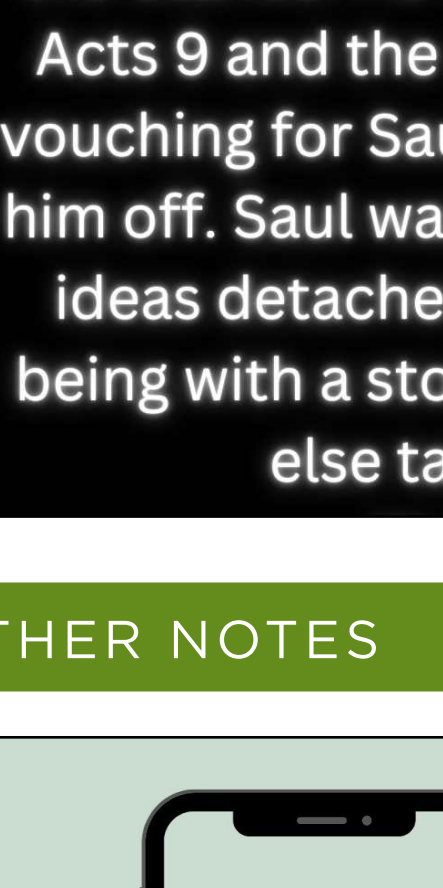 Acts 9 and the
vouching for Sau
him off. Saul wa
ideas detache
being with a sto
else ta
THER NOTES